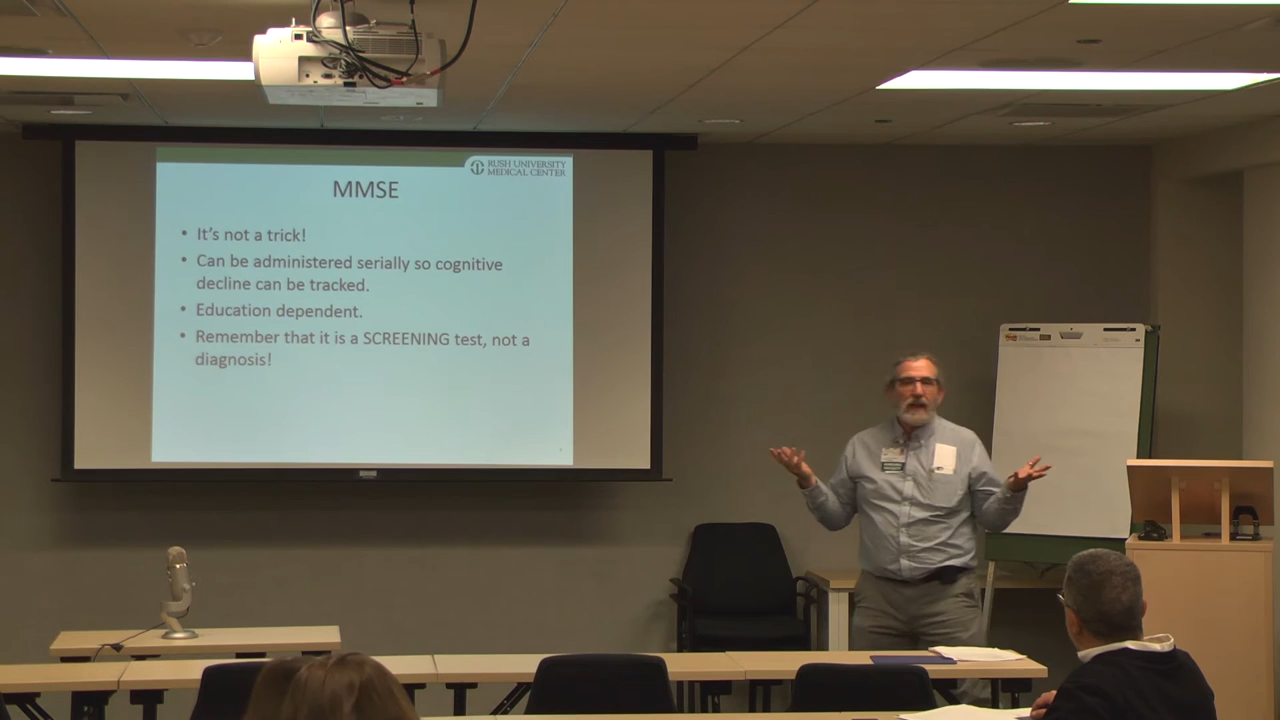 RUSH UNIVERSITY
MEDICAL CENTER
MMSE
• It's not a trick!
• Can be administered serially so cognitive
decline can be tracked.
• Education dependent.
• Remember that it is a SCREENING test, not a
diagnosis!